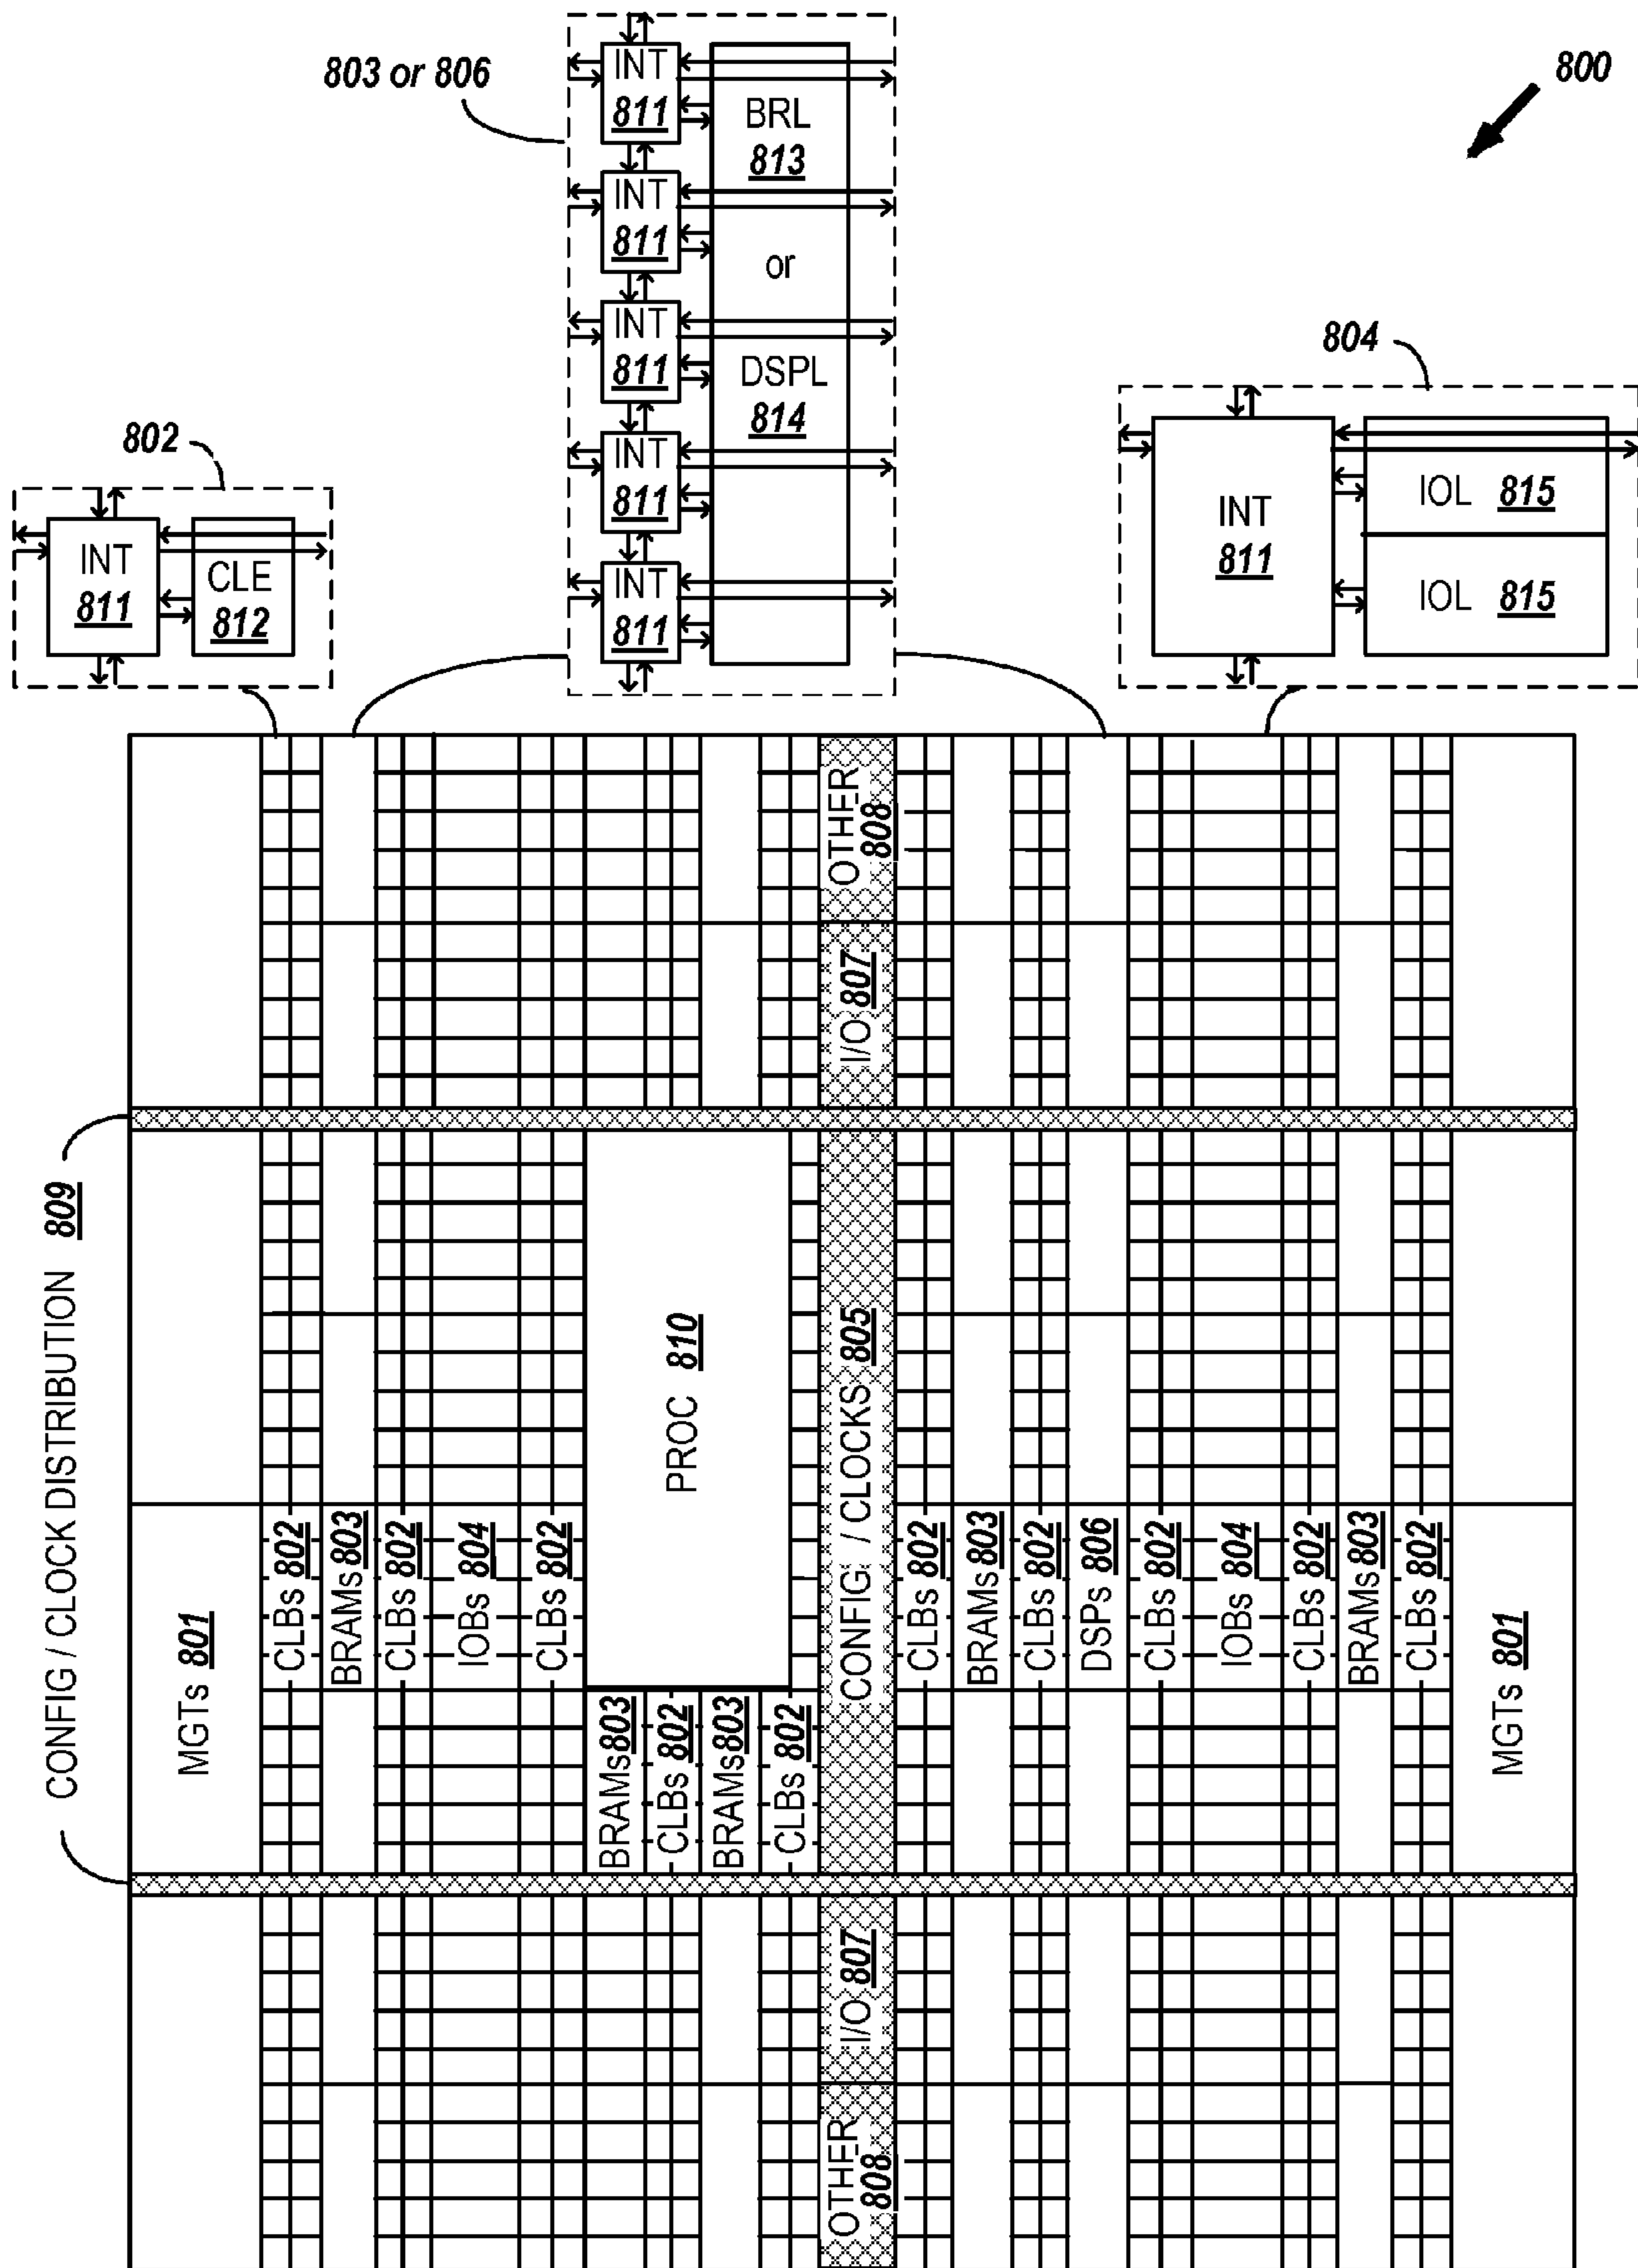 800
803 or 806
INT
811
INT
811
INT
811
INT
811
INT
811
BRL
813
or
DSPL
814
802
INT
811
CLE
812
804
INT
811
IOL 815
IOL 815
CONFIG / CLOCK DISTRIBUTION 809
MGTs 801
CLBs 802
BRAMs 803
CLBs 802
IOBs 804
CLBs 802
BRAMs 803
CLBs 802
BRAMs 803
CLBs 802
PROC 810
OTHER
808
I/O 807
CONFIG / CLOCKS 805
I/O 807
OTHER
808
CLBs 802
BRAMs 803
CLBs 802
DSPs 806
CLBs 802
IOBs 804
CLBs 802
BRAMs 803
CLBs 802
MGTs 801